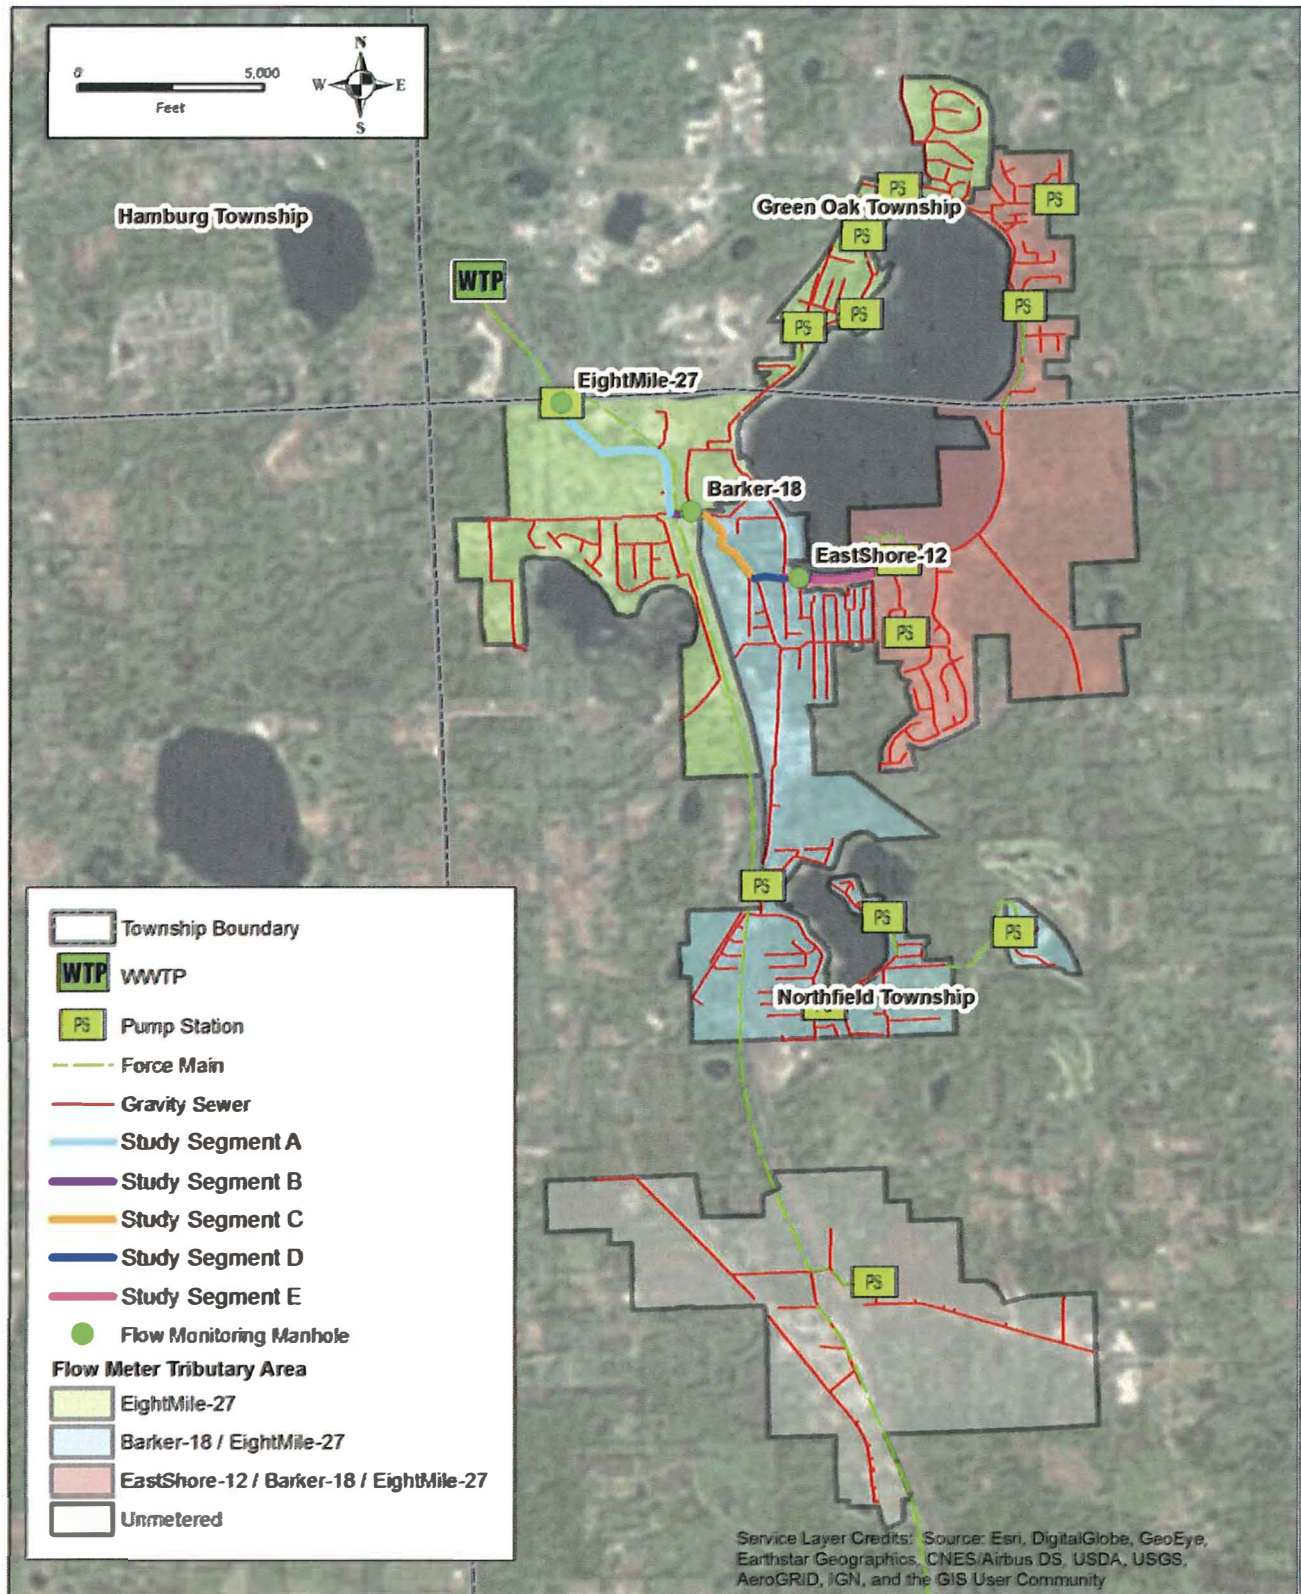 N
0 5,000
W E
Feet
S
Hamburg Township
PS
PS
Green Oak Township
PS
WTP
PS
PS
PS
EightMile-27
Barker-18
EastShore-12
PS
PS
PS
PS
Northfield Township
PS
PS
Township Boundary
WTP WWTP
PS Pump Station
Force Main
Gravity Sewer
Study Segment A
Study Segment B
Study Segment C
Study Segment D
Study Segment E
Flow Monitoring Manhole
Flow Meter Tributary Area
EightMile-27
Barker-18 / EightMile-27
EastShore-12 / Barker-18 / EightMile-27
Unmetered
Service Layer Credits: Source: Esri, DigitalGlobe, GeoEye,
Earthstar Geographics, CNES/Airbus DS, USDA, USGS,
AeroGRID, IGN, and the GIS User Community